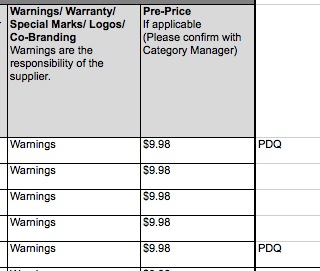 Warnings/ Warranty/
Special Marks/ Logos/
Co-Branding
Warnings are the
responsibility of the
supplier.
Pre-Price
If applicable
(Please confirm with
Category Manager)
Warnings $9.98 PDQ
Warnings $9.98
Warnings $9.98
Warnings $9.98
Warnings $9.98 PDQ